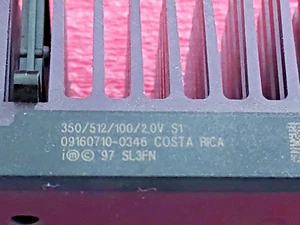 350/512/100/2.0V S1
09160710-0346 COSTA RICA
i Ⓜ © '97 SL3FN